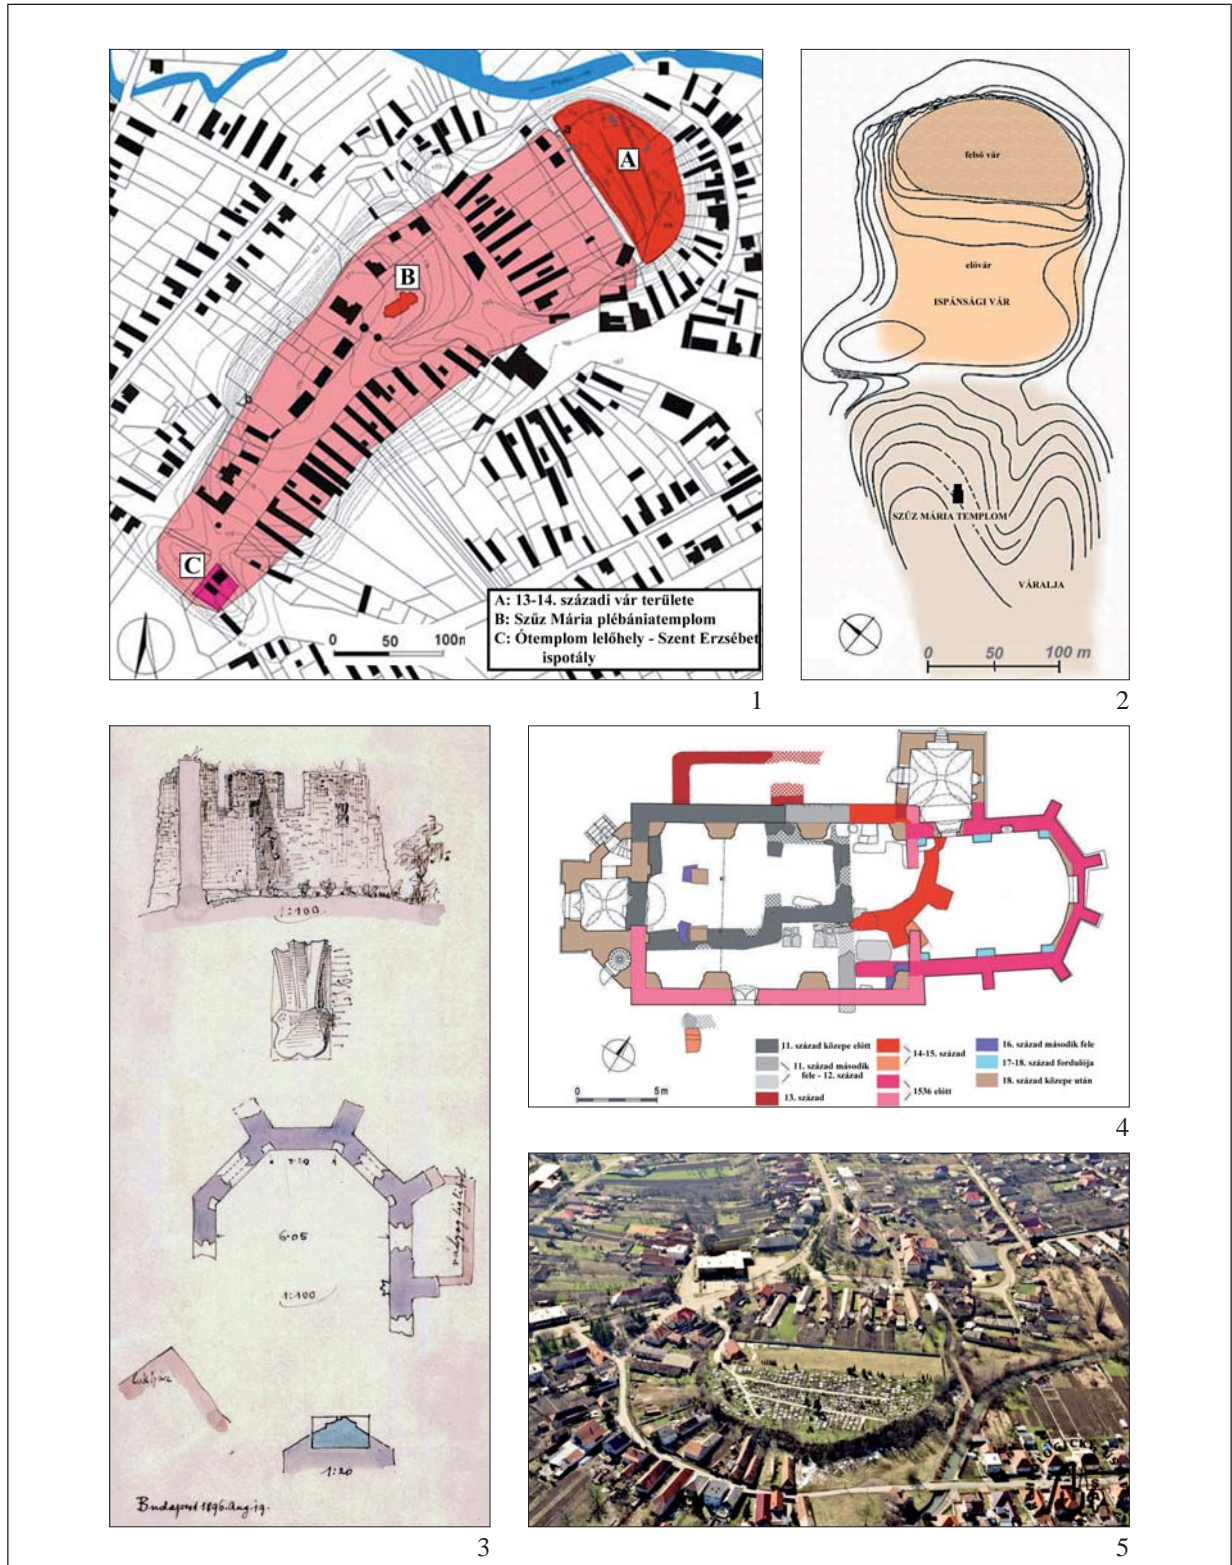 A
B
C
A: 13-14. századi vár területe
B: Szűz Mária plébániatemplom
C: Ótemplom lelőhely - Szent Erzsébet
ispotály
0 50 100m
1
felső vár
elővár
ISPÁNSÁGI VÁR
SZŰZ MÁRIA TEMPLOM
VÁRALJA
0 50 100 m
2
1:100
6·05
1:100
1:20
Budapest 1896. Aug. 19.
3
11. század közepe előtt
11. század második
fele - 12. század
13. század
14-15. század
1536 előtt
16. század második fele
17-18. század fordulója
18. század közepe után
0 5 m
4
5